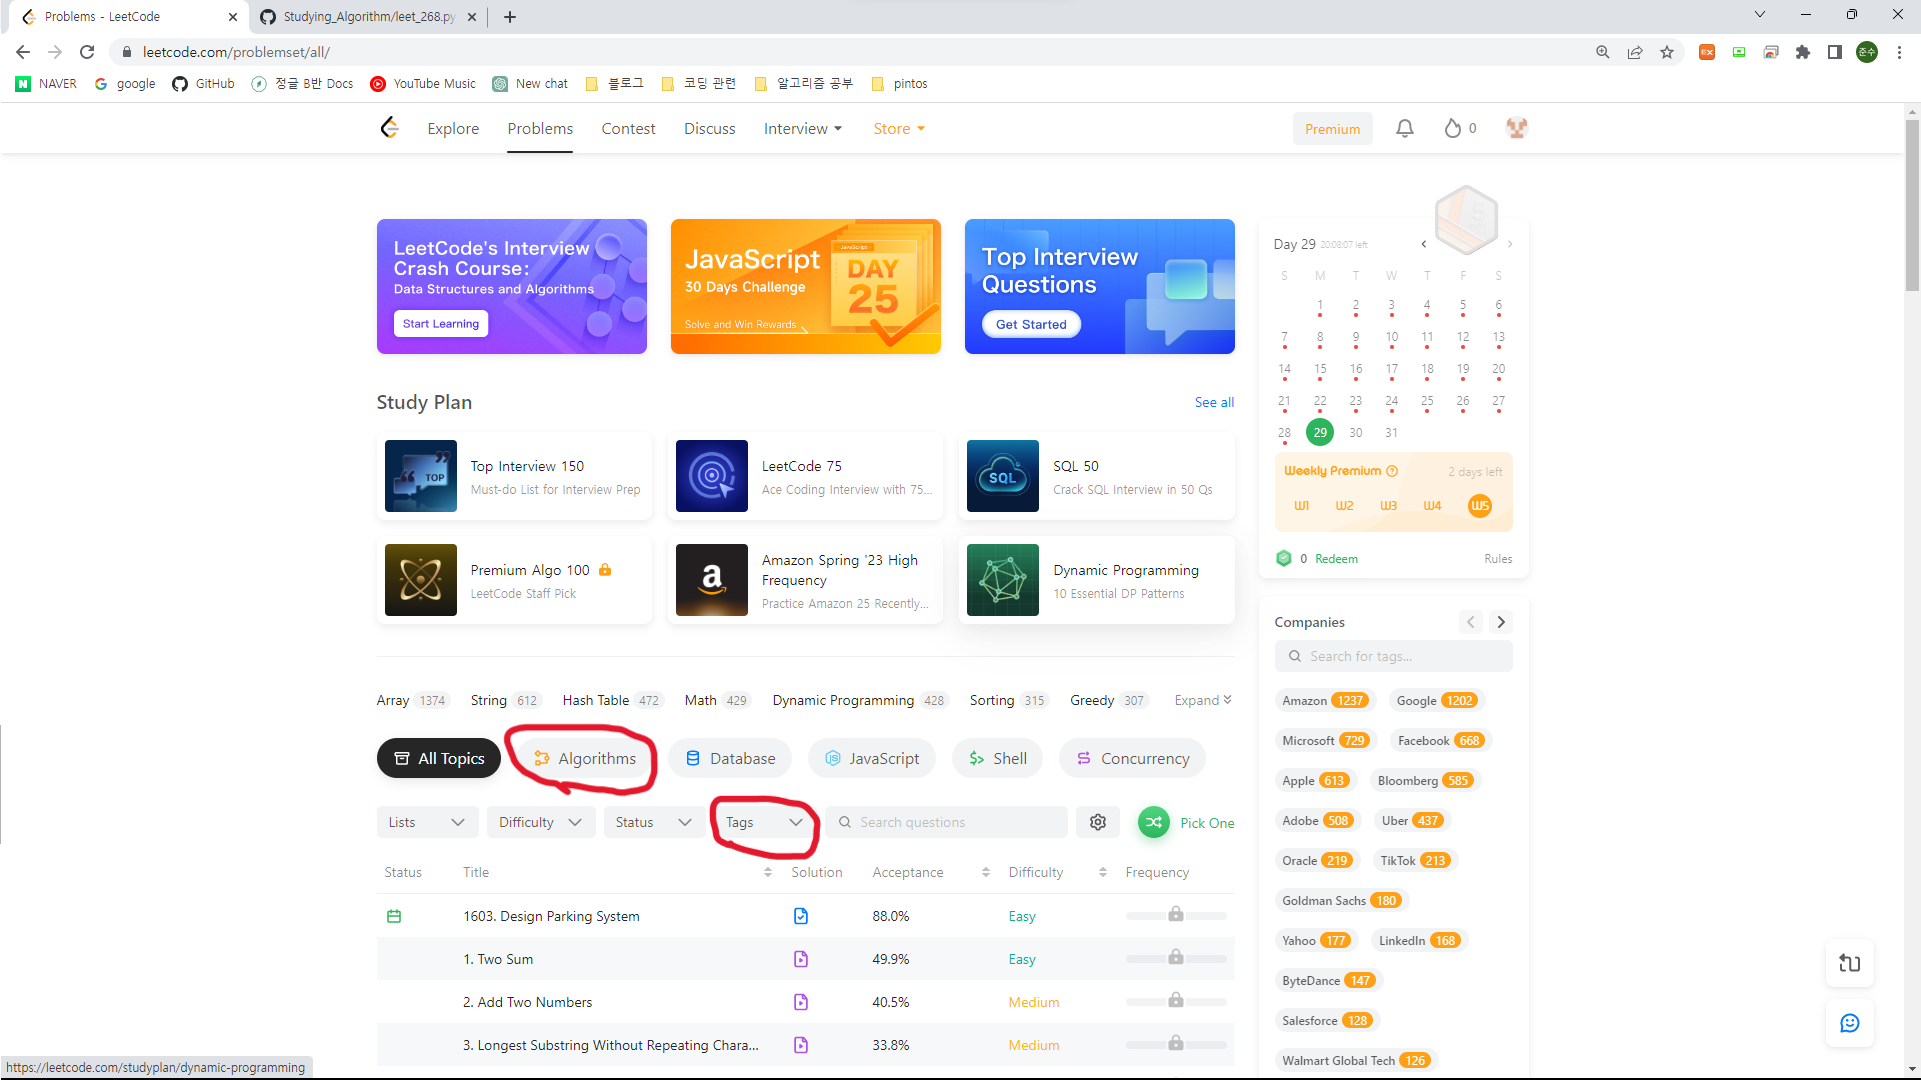 Problems - LeetCode
Studying_Algorithm/leet_268.py
leetcode.com/problemset/all/
준수
NAVER google GitHub 정글 B반 Docs YouTube Music New chat 블로그 코딩 관련 알고리즘 공부 pintos
Explore Problems Contest Discuss Interview Store Premium 0
LeetCode's Interview
Crash Course:
Data Structures and Algorithms
Start Learning
JavaScript
30 Days Challenge
Solve and Win Rewards
JavaScript
DAY
25
Top Interview
Questions
Get Started
Day 29 20:08:07 left
S M T W T F S
1 2 3 4 5 6
7 8 9 10 11 12 13
14 15 16 17 18 19 20
21 22 23 24 25 26 27
28 29 30 31
Weekly Premium 2 days left
W1 W2 W3 W4 W5
0 Redeem Rules
Study Plan See all
TOP
Top Interview 150
Must-do List for Interview Prep
LeetCode 75
Ace Coding Interview with 75...
SQL
SQL 50
Crack SQL Interview in 50 Qs
Premium Algo 100
LeetCode Staff Pick
a
Amazon Spring '23 High
Frequency
Practice Amazon 25 Recently...
Dynamic Programming
10 Essential DP Patterns
Array 1374 String 612 Hash Table 472 Math 429 Dynamic Programming 428 Sorting 315 Greedy 307 Expand
All Topics Algorithms Database JavaScript Shell Concurrency
Lists Difficulty Status Tags Search questions Pick One
Status Title Solution Acceptance Difficulty Frequency
1603. Design Parking System 88.0% Easy
1. Two Sum 49.9% Easy
2. Add Two Numbers 40.5% Medium
3. Longest Substring Without Repeating Chara... 33.8% Medium
Companies
Search for tags...
Amazon 1237 Google 1202
Microsoft 729 Facebook 668
Apple 613 Bloomberg 585
Adobe 508 Uber 437
Oracle 219 TikTok 213
Goldman Sachs 180
Yahoo 177 LinkedIn 168
ByteDance 147
Salesforce 128
Walmart Global Tech 126
https://leetcode.com/studyplan/dynamic-programming